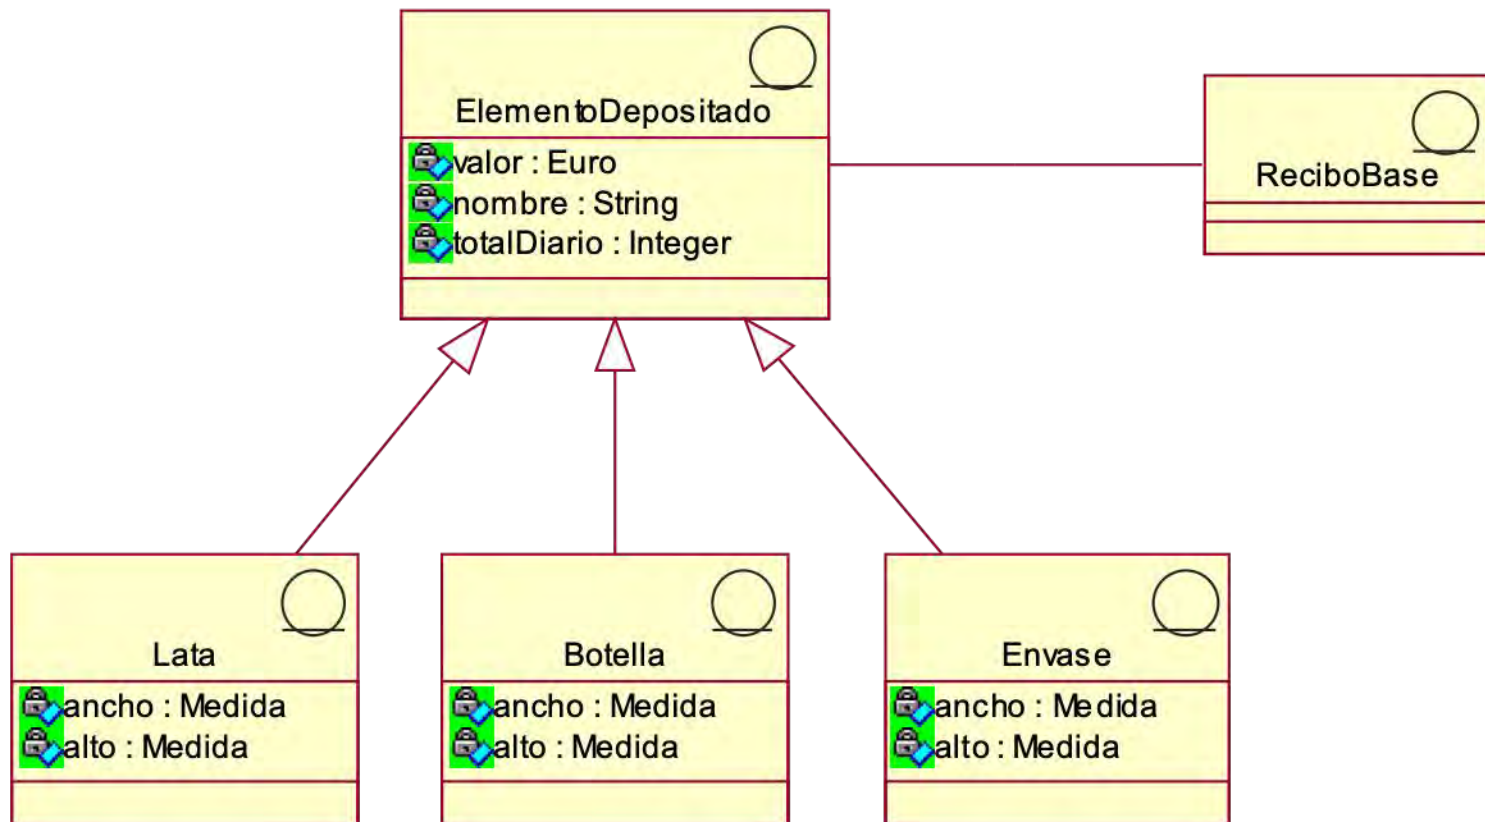 ElementoDepositado
valor : Euro
nombre : String
totalDiario : Integer
ReciboBase
Lata
ancho : Medida
alto : Medida
Botella
ancho : Medida
alto : Medida
Envase
ancho : Medida
alto : Medida